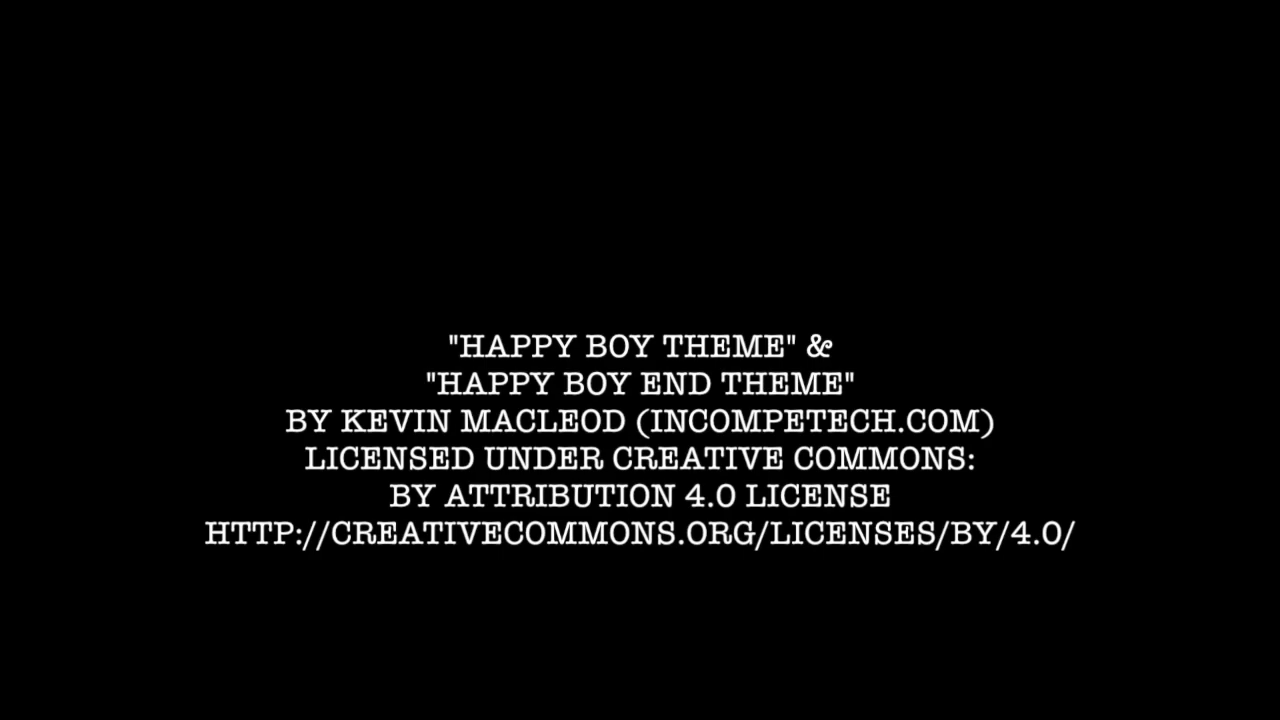 "HAPPY BOY THEME" &
"HAPPY BOY END THEME"
BY KEVIN MACLEOD (INCOMPETECH.COM)
LICENSED UNDER CREATIVE COMMONS:
BY ATTRIBUTION 4.0 LICENSE
HTTP://CREATIVECOMMONS.ORG/LICENSES/BY/4.0/